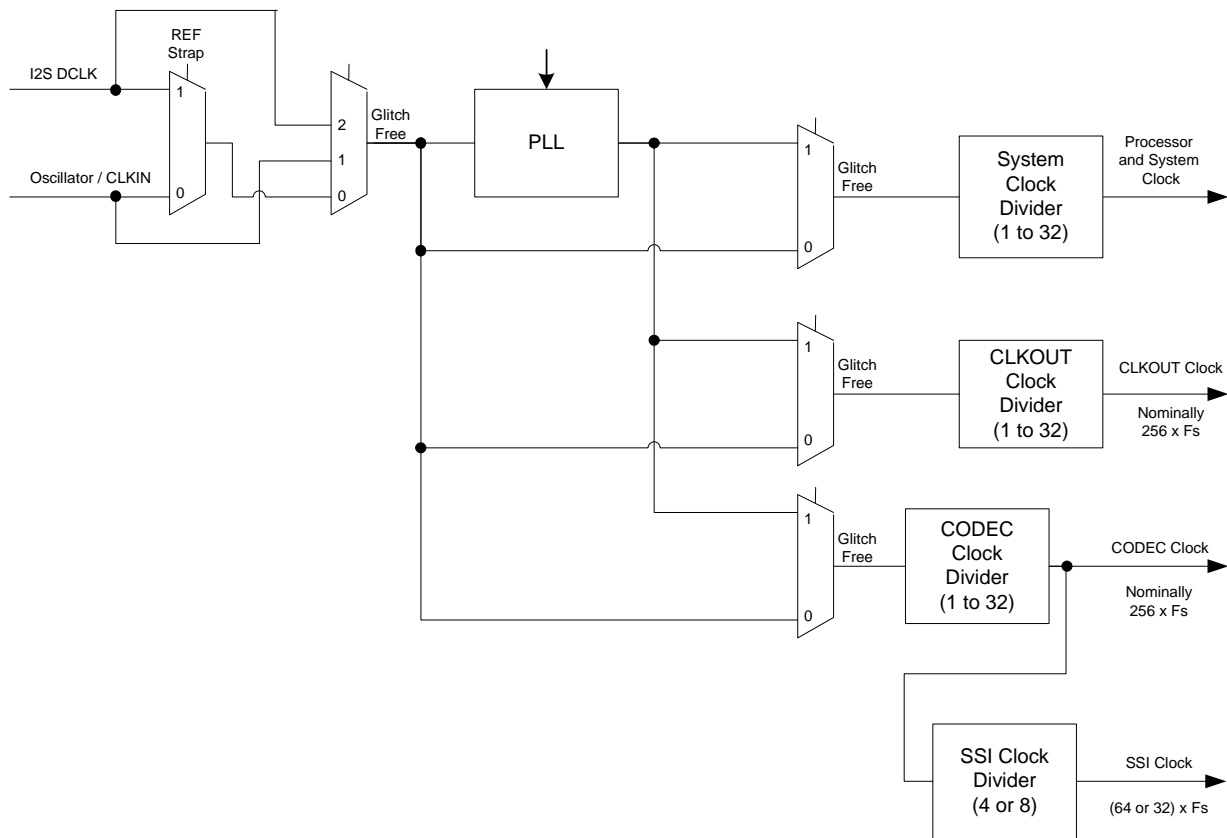 REF
Strap
I2S DCLK
1
Oscillator / CLKIN
0
2
1
0
Glitch
Free
PLL
1
0
Glitch
Free
System
Clock
Divider
(1 to 32)
Processor
and System
Clock
1
0
Glitch
Free
CLKOUT
Clock
Divider
(1 to 32)
CLKOUT Clock
Nominally
256 x Fs
1
0
Glitch
Free
CODEC
Clock
Divider
(1 to 32)
CODEC Clock
Nominally
256 x Fs
SSI Clock
Divider
(4 or 8)
SSI Clock
(64 or 32) x Fs